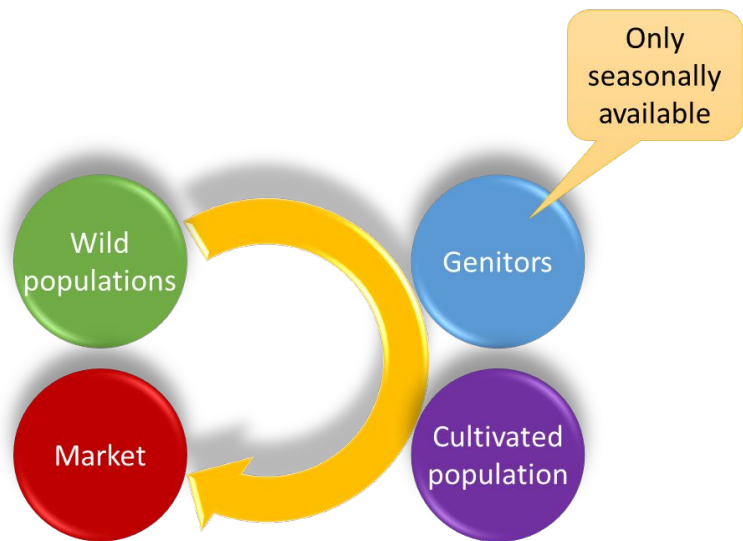 Only
seasonally
available
Wild
populations
Genitors
Market
Cultivated
population